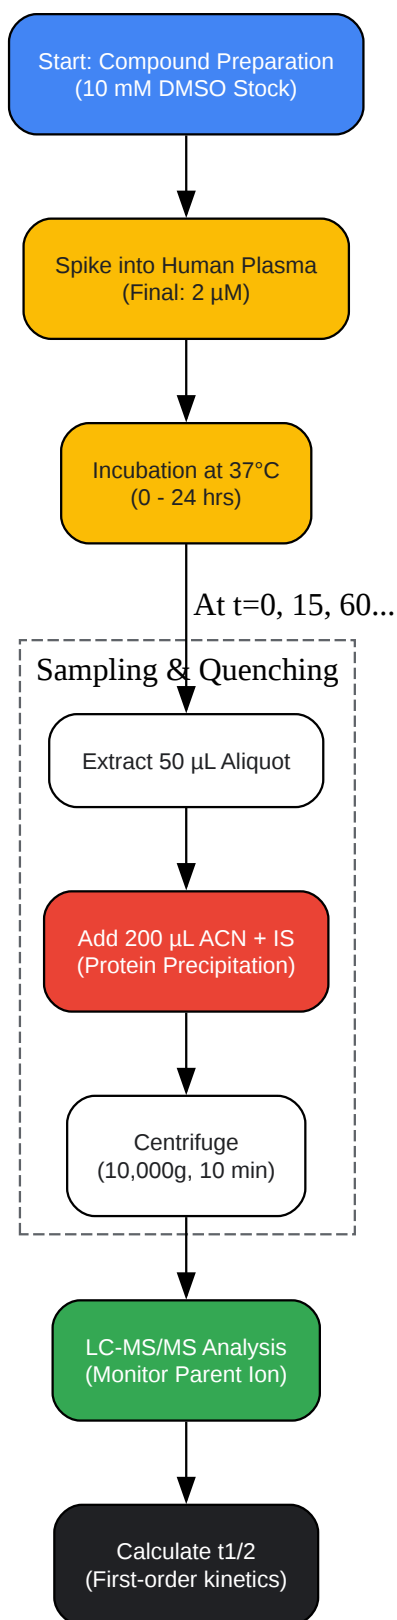 Start: Compound Preparation
(10 mM DMSO Stock)
Spike into Human Plasma
(Final: 2 µM)
Incubation at 37°C
(0 - 24 hrs)
At t=0, 15, 60...
Sampling & Quenching
Extract 50 µL Aliquot
Add 200 µL ACN + IS
(Protein Precipitation)
Centrifuge
(10,000g, 10 min)
LC-MS/MS Analysis
(Monitor Parent Ion)
Calculate t1/2
(First-order kinetics)